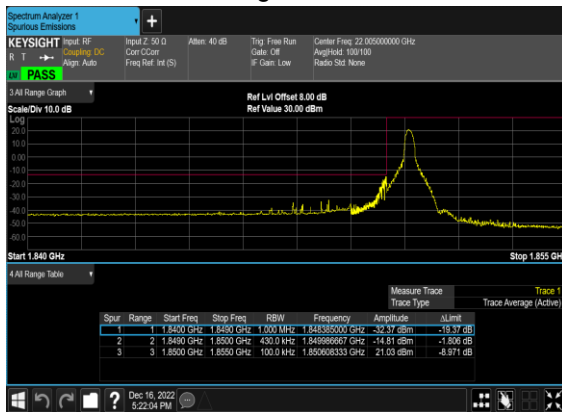 Spectrum Analyzer 1
Spurious Emissions
KEYSIGHT Input: RF Input Z: 50 Ω Atten: 40 dB Trig: Free Run Center Freq: 22.005000000 GHz
R T Coupling: DC Corr CCorr Gate: Off Avg|Hold: 100/100
Align: Auto Freq Ref: Int (S) IF Gain: Low Radio Std: None
PASS
3 All Range Graph
Ref Lvl Offset 8.00 dB
Scale/Div 10.0 dB Ref Value 30.00 dBm
Log
20.0
10.0
0.00
-10.0
-20.0
-30.0
-40.0
-50.0
-60.0
Start 1.840 GHz Stop 1.855 GH
4 All Range Table
Measure Trace Trace 1
Trace Type Trace Average (Active)
Spur Range Start Freq Stop Freq RBW Frequency Amplitude ΔLimit
1 1 1.8400 GHz 1.8490 GHz 1.000 MHz 1.848385000 GHz -32.37 dBm -19.37 dB
2 2 1.8490 GHz 1.8500 GHz 430.0 kHz 1.849986667 GHz -14.81 dBm -1.806 dB
3 3 1.8500 GHz 1.8550 GHz 100.0 kHz 1.850608333 GHz 21.03 dBm -8.971 dB
? Dec 16, 2022
5:22:04 PM